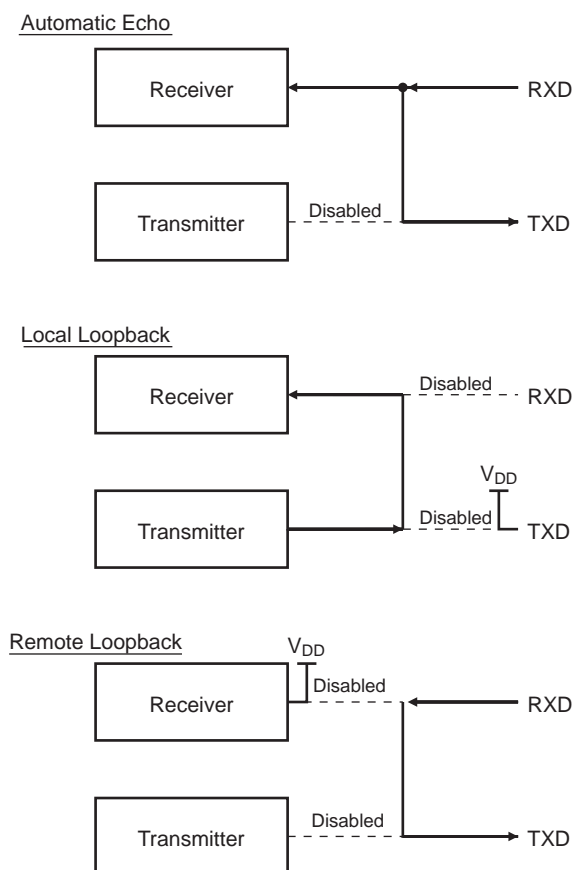 Automatic Echo
Receiver
RXD
Transmitter
Disabled
TXD
Local Loopback
Receiver
Disabled
RXD
VDD
Transmitter
Disabled
TXD
Remote Loopback
VDD
Receiver
Disabled
RXD
Transmitter
Disabled
TXD